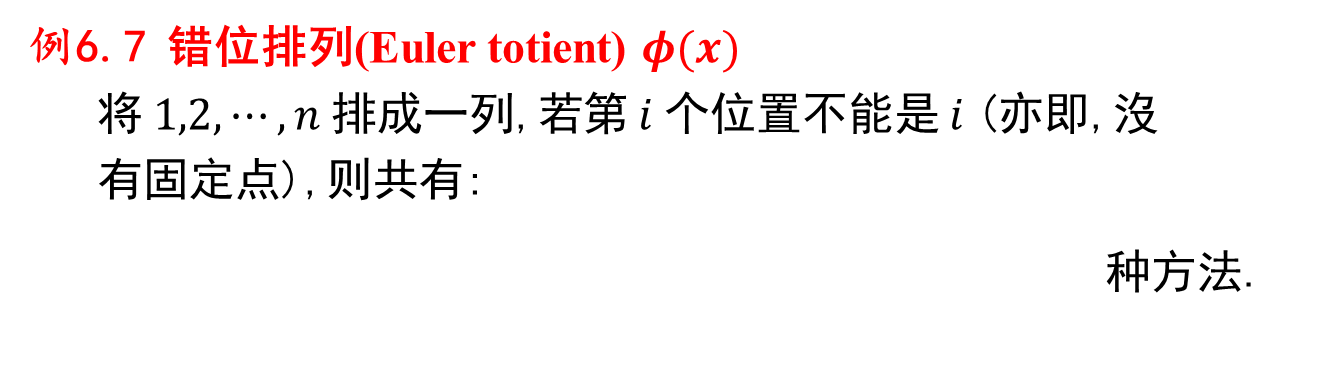 例6.7 错位排列(Euler totient) ϕ(x)
将 1,2,⋯,n 排成一列, 若第 i 个位置不能是 i (亦即, 沒
有固定点), 则共有:
种方法.